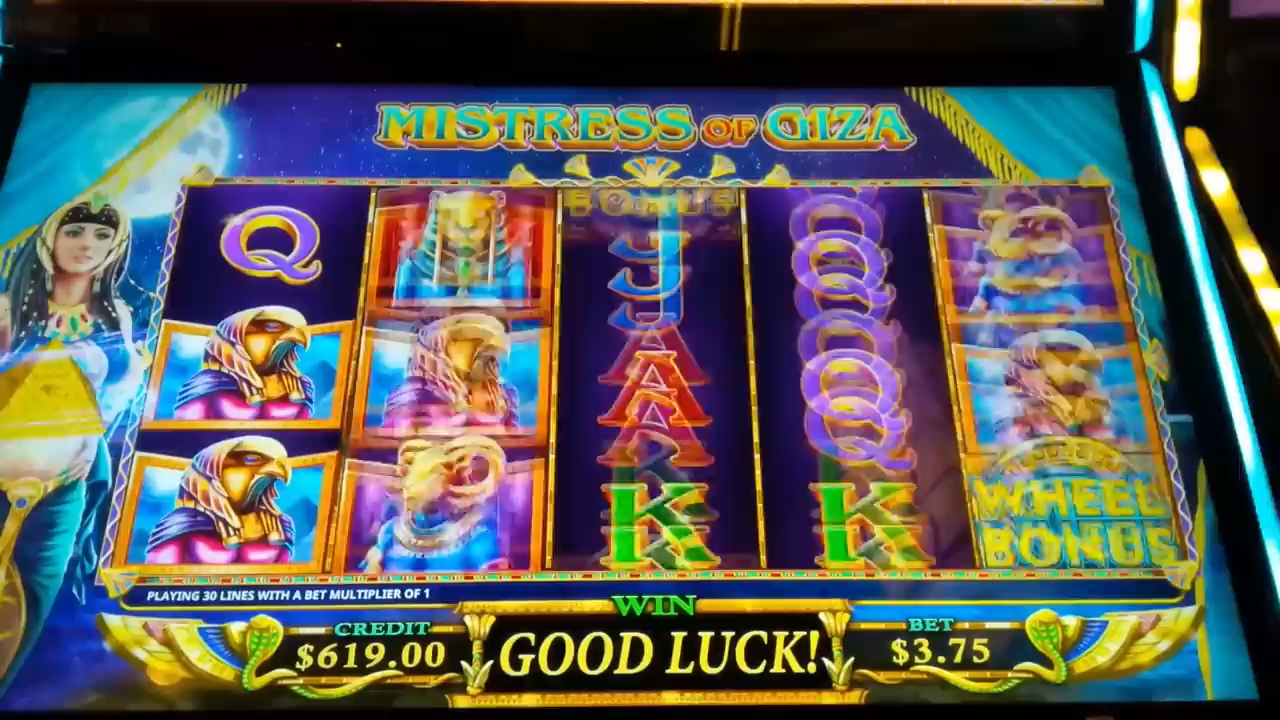 MISTRESS OF GIZA
BONUS
Q
J
A
K
Q
K
WHEEL
BONUS
PLAYING 30 LINES WITH A BET MULTIPLIER OF 1
WIN
CREDIT
$619.00
GOOD LUCK!
BET
$3.75